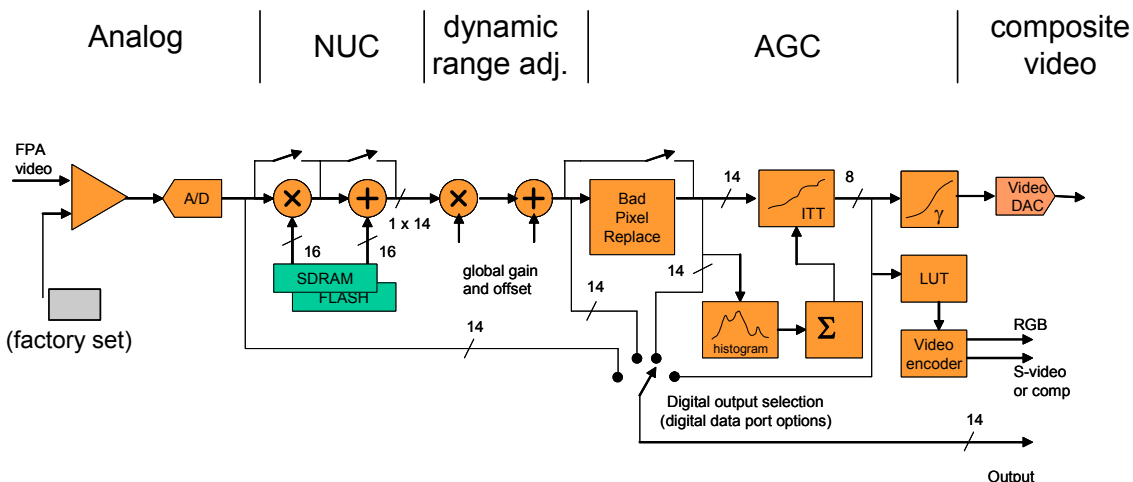 Analog
NUC
dynamic
range adj.
AGC
composite
video
FPA
video
A/D
×
+
1 x 14
16
16
SDRAM
FLASH
(factory set)
×
+
global gain
and offset
Bad
Pixel
Replace
14
ITT
8
γ
Video
DAC
14
14
14
histogram
Σ
LUT
Video
encoder
RGB
S-video
or comp
Digital output selection
(digital data port options)
14
Output